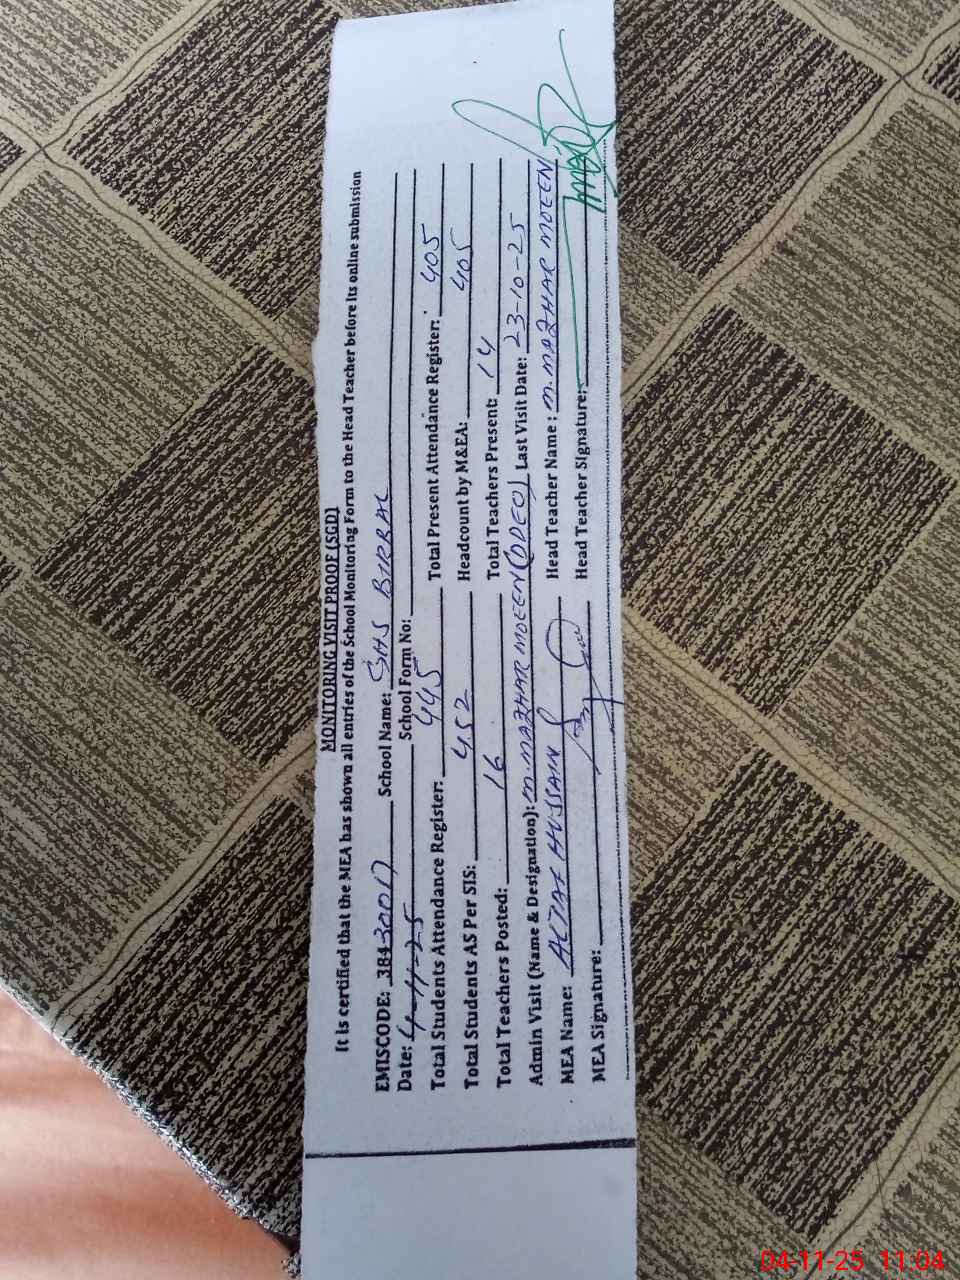 MONITORING VISIT PROOF (SGD)
It is certified that the MEA has shown all entries of the School Monitoring Form to the Head Teacher before its online submission
EMISCODE: 38430017 School Name: GHS BIRBAL
Date: 4-11-25 School Form No:
Total Students Attendance Register: 445 Total Present Attendance Register: 405
Total Students AS Per SIS: 452 Headcount by M&EA: 405
Total Teachers Posted: 16 Total Teachers Present: 14
Admin Visit (Name & Designation): M. MAZHAR MOEEN (DDEO) Last Visit Date: 23-10-25
MEA Name: ALTAF HUSSAIN Head Teacher Name: M. MAZHAR MOEEN
MEA Signature: Head Teacher Signature:
04-11-25 11:04